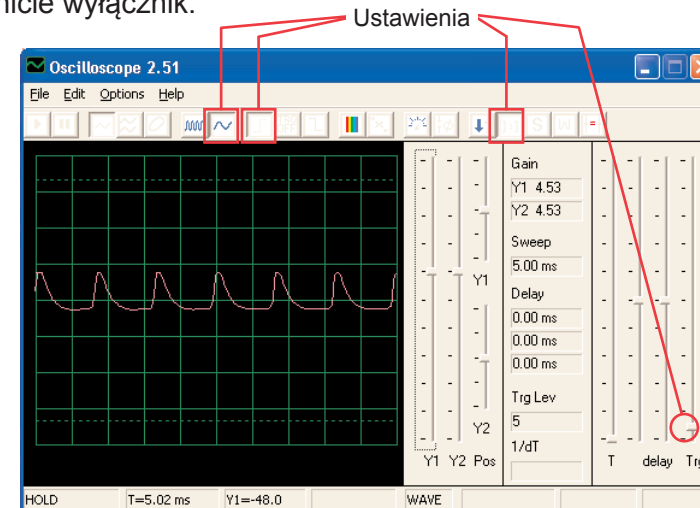 nicie wyłącznik.
Ustawienia
Oscilloscope 2.51
File Edit Options Help
S W
Gain
Y1 4.53
Y2 4.53
Sweep
5.00 ms
Y1
Delay
0.00 ms
0.00 ms
0.00 ms
Trg Lev
5
Y2
1/dT
Y1 Y2 Pos
T delay Trg
HOLD T=5.02 ms Y1=-48.0 WAVE